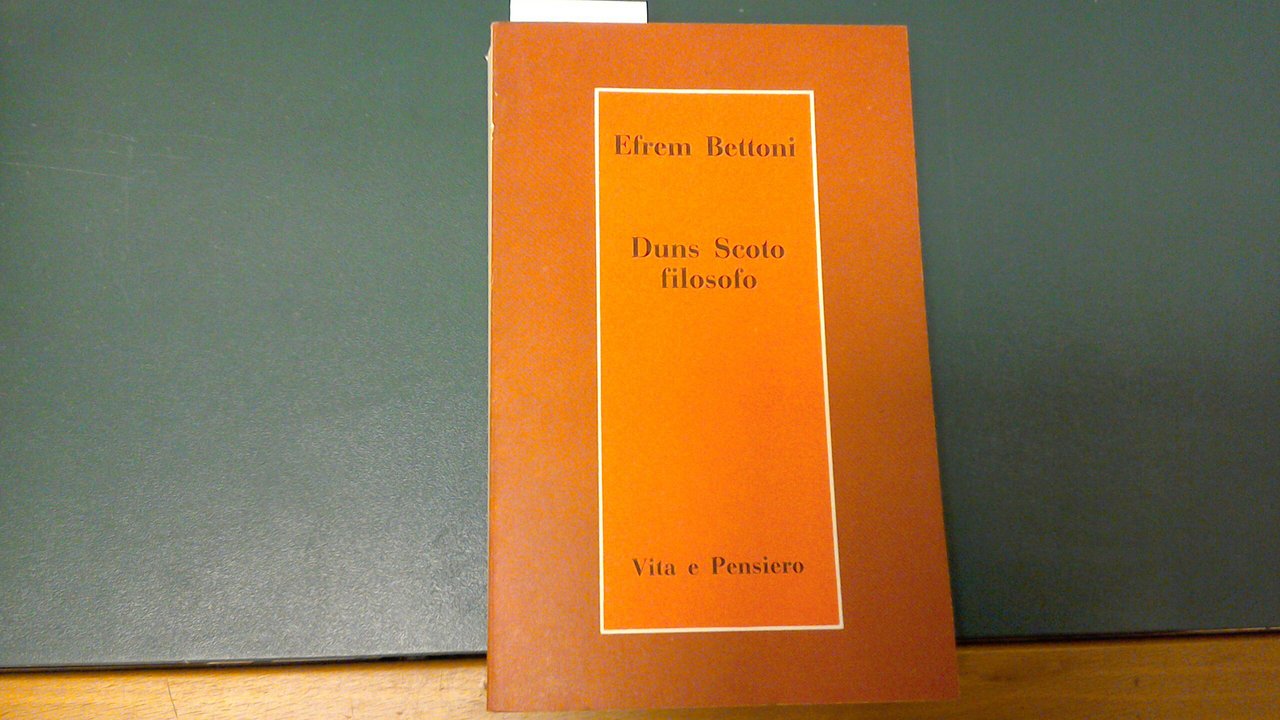 Efrem Bettoni
Duns Scoto
filosofo
Vita e Pensiero